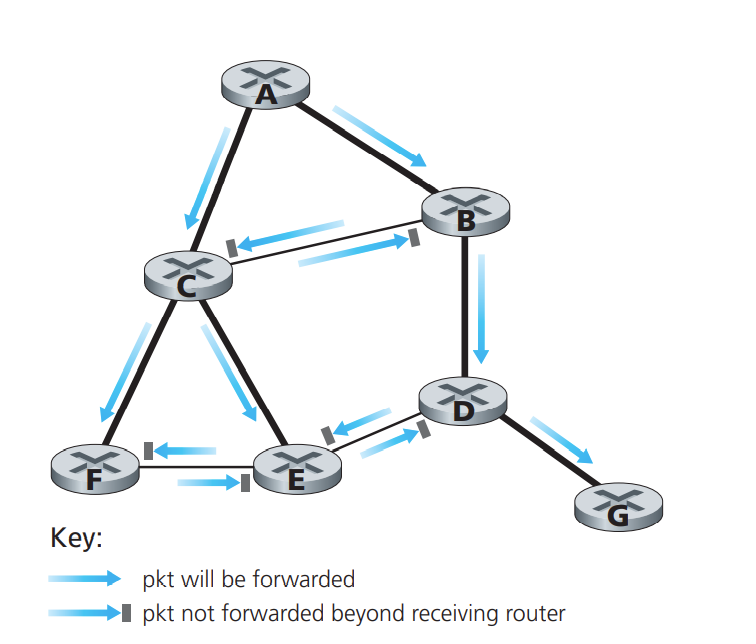 A
B
C
D
F
E
G
Key:
pkt will be forwarded
pkt not forwarded beyond receiving router